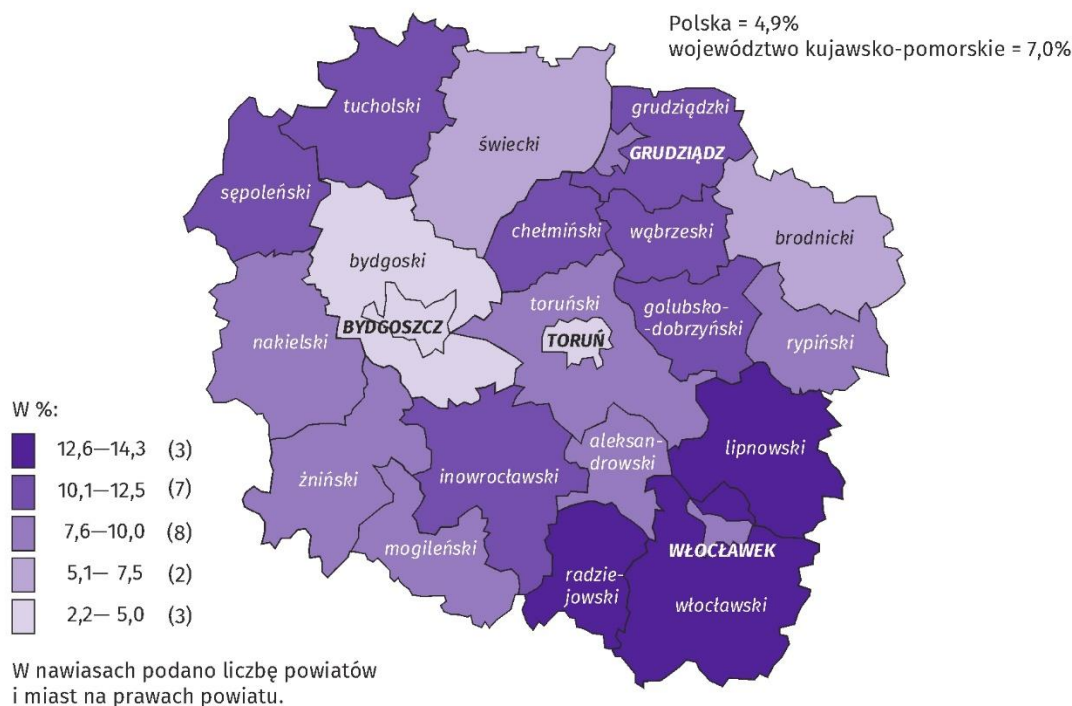 Polska = 4,9%
województwo kujawsko-pomorskie = 7,0%
tucholski
grudziądzki
świecki
GRUDZIĄDZ
sępoleński
chełmiński
wąbrzeski
brodnicki
bydgoski
toruński
golubsko-
-dobrzyński
BYDGOSZCZ
TORUŃ
nakielski
rypiński
aleksan-
drowski
lipnowski
żniński
inowrocławski
mogileński
WŁOCŁAWEK
radzie-
jowski
włocławski
W %:
12,6—14,3 (3)
10,1—12,5 (7)
7,6—10,0 (8)
5,1— 7,5 (2)
2,2— 5,0 (3)
W nawiasach podano liczbę powiatów
i miast na prawach powiatu.